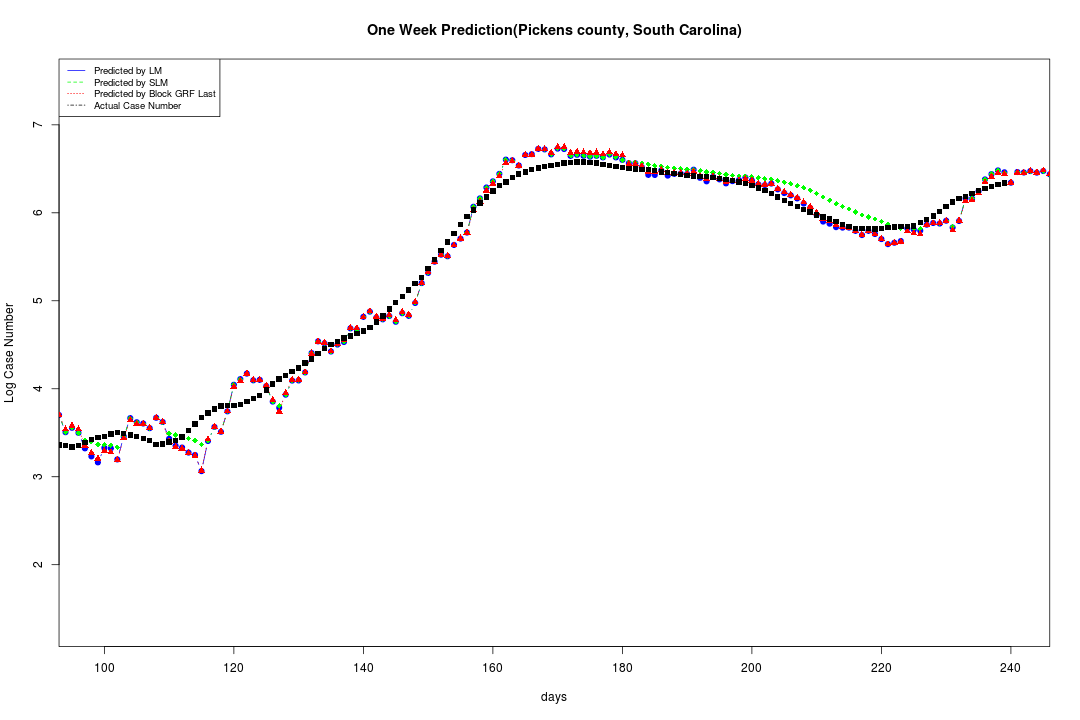 One Week Prediction(Pickens county, South Carolina)
Predicted by LM
Predicted by SLM
Predicted by Block GRF Last
Actual Case Number
7
6
5
4
3
2
Log Case Number
100 120 140 160 180 200 220 240
days